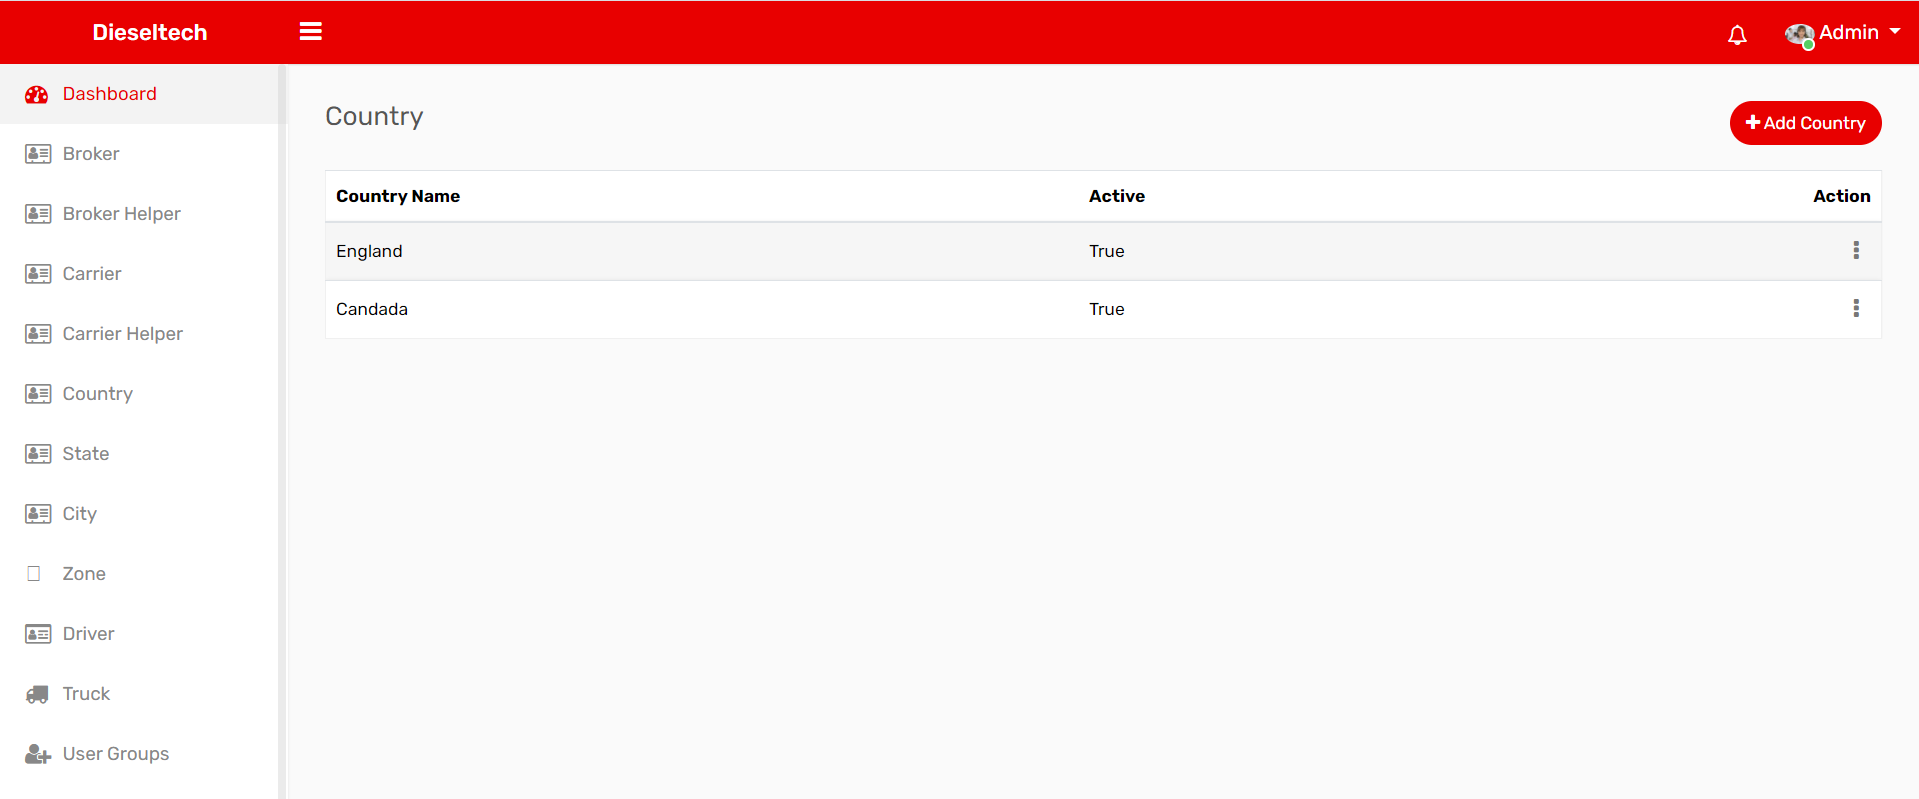 Dieseltech
Admin
Dashboard
Broker
Broker Helper
Carrier
Carrier Helper
Country
State
City
Zone
Driver
Truck
User Groups
Country
Add Country
Country Name Active Action
England True
Candada True